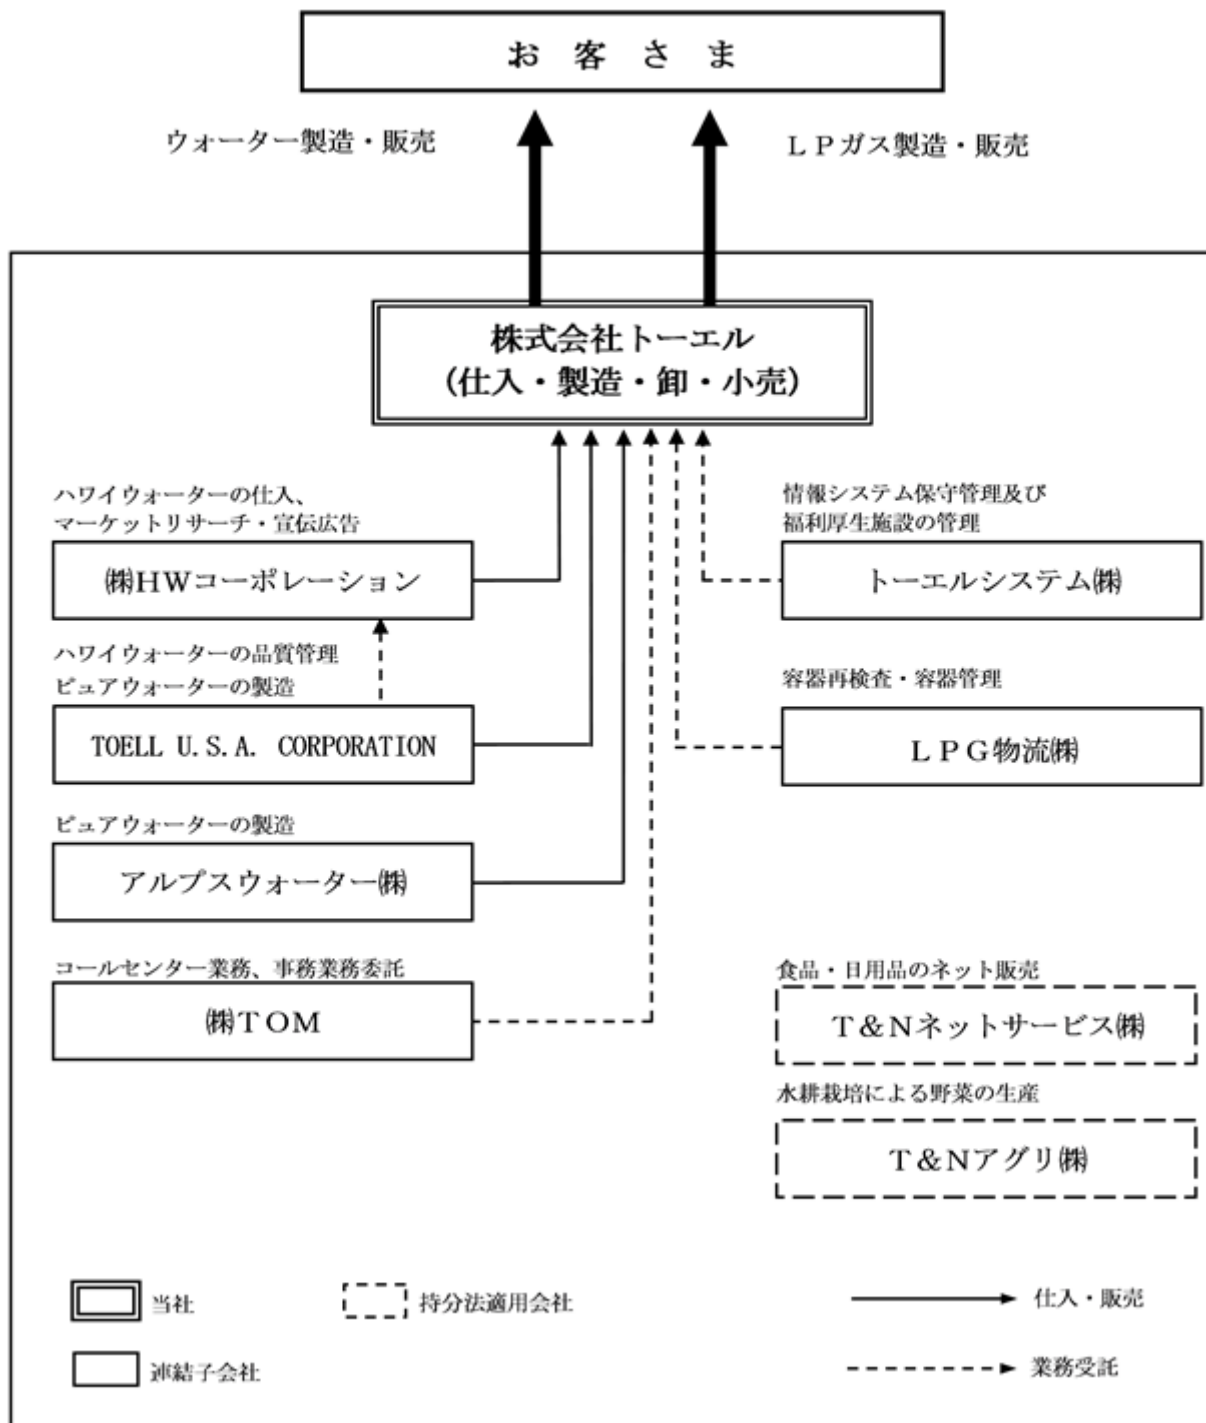 お客さま
ウォーター製造・販売
ＬＰガス製造・販売
株式会社トーエル
（仕入・製造・卸・小売）
ハワイウォーターの仕入、
マーケットリサーチ・宣伝広告
㈱HWコーポレーション
ハワイウォーターの品質管理
ピュアウォーターの製造
TOELL U.S.A. CORPORATION
ピュアウォーターの製造
アルプスウォーター㈱
コールセンター業務、事務業務委託
㈱ＴＯＭ
情報システム保守管理及び
福利厚生施設の管理
トーエルシステム㈱
容器再検査・容器管理
ＬＰＧ物流㈱
食品・日用品のネット販売
Ｔ＆Ｎネットサービス㈱
水耕栽培による野菜の生産
Ｔ＆Ｎアグリ㈱
当社
持分法適用会社
仕入・販売
連結子会社
業務受託